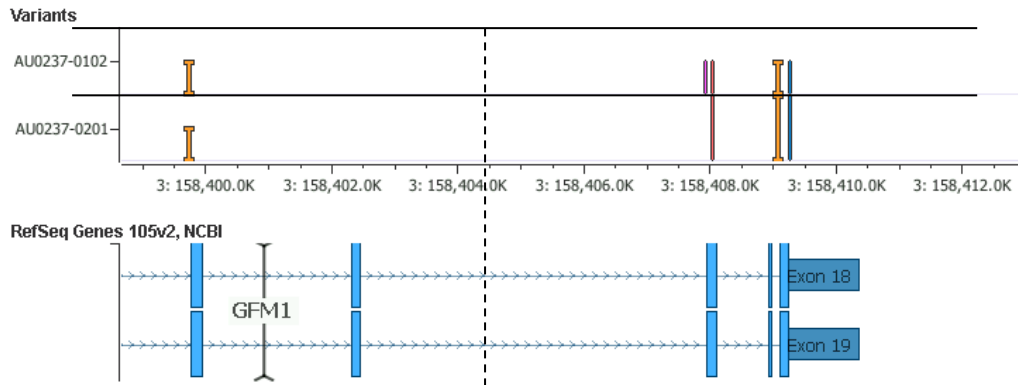 Variants
AU0237-0102
AU0237-0201
3: 158,400.0K 3: 158,402.0K 3: 158,404.0K 3: 158,406.0K 3: 158,408.0K 3: 158,410.0K 3: 158,412.0K
RefSeq Genes 105v2, NCBI
Exon 18
GFM1
Exon 19